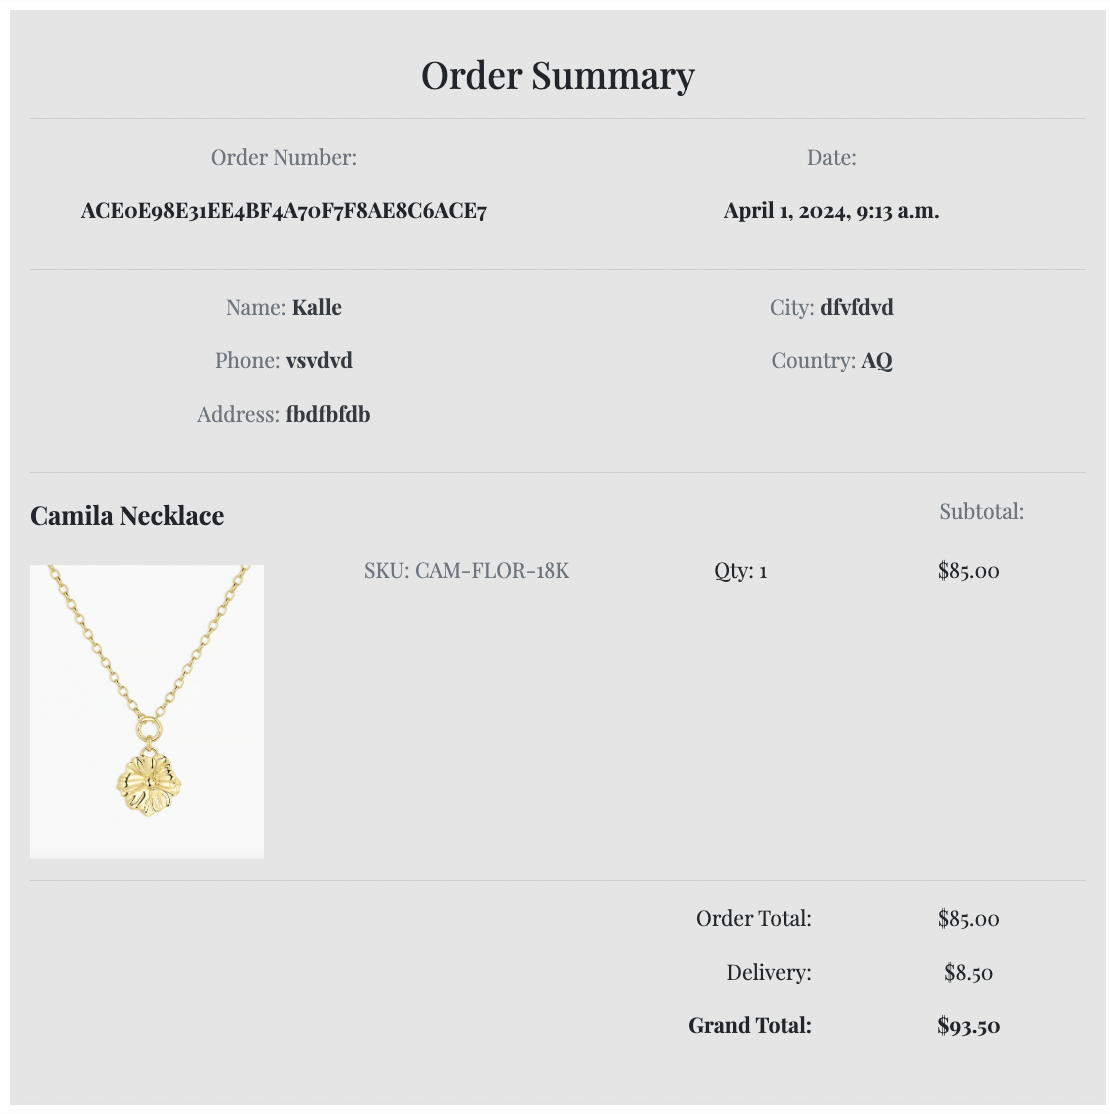 Order Summary
Order Number:
ACE0E98E31EE4BF4A70F7F8AE8C6ACE7
Date:
April 1, 2024, 9:13 a.m.
Name: Kalle
Phone: vsvdvd
Address: fbdfbfdb
City: dfvfdvd
Country: AQ
Camila Necklace
Subtotal:
SKU: CAM-FLOR-18K
Qty: 1
$85.00
Order Total: $85.00
Delivery: $8.50
Grand Total: $93.50